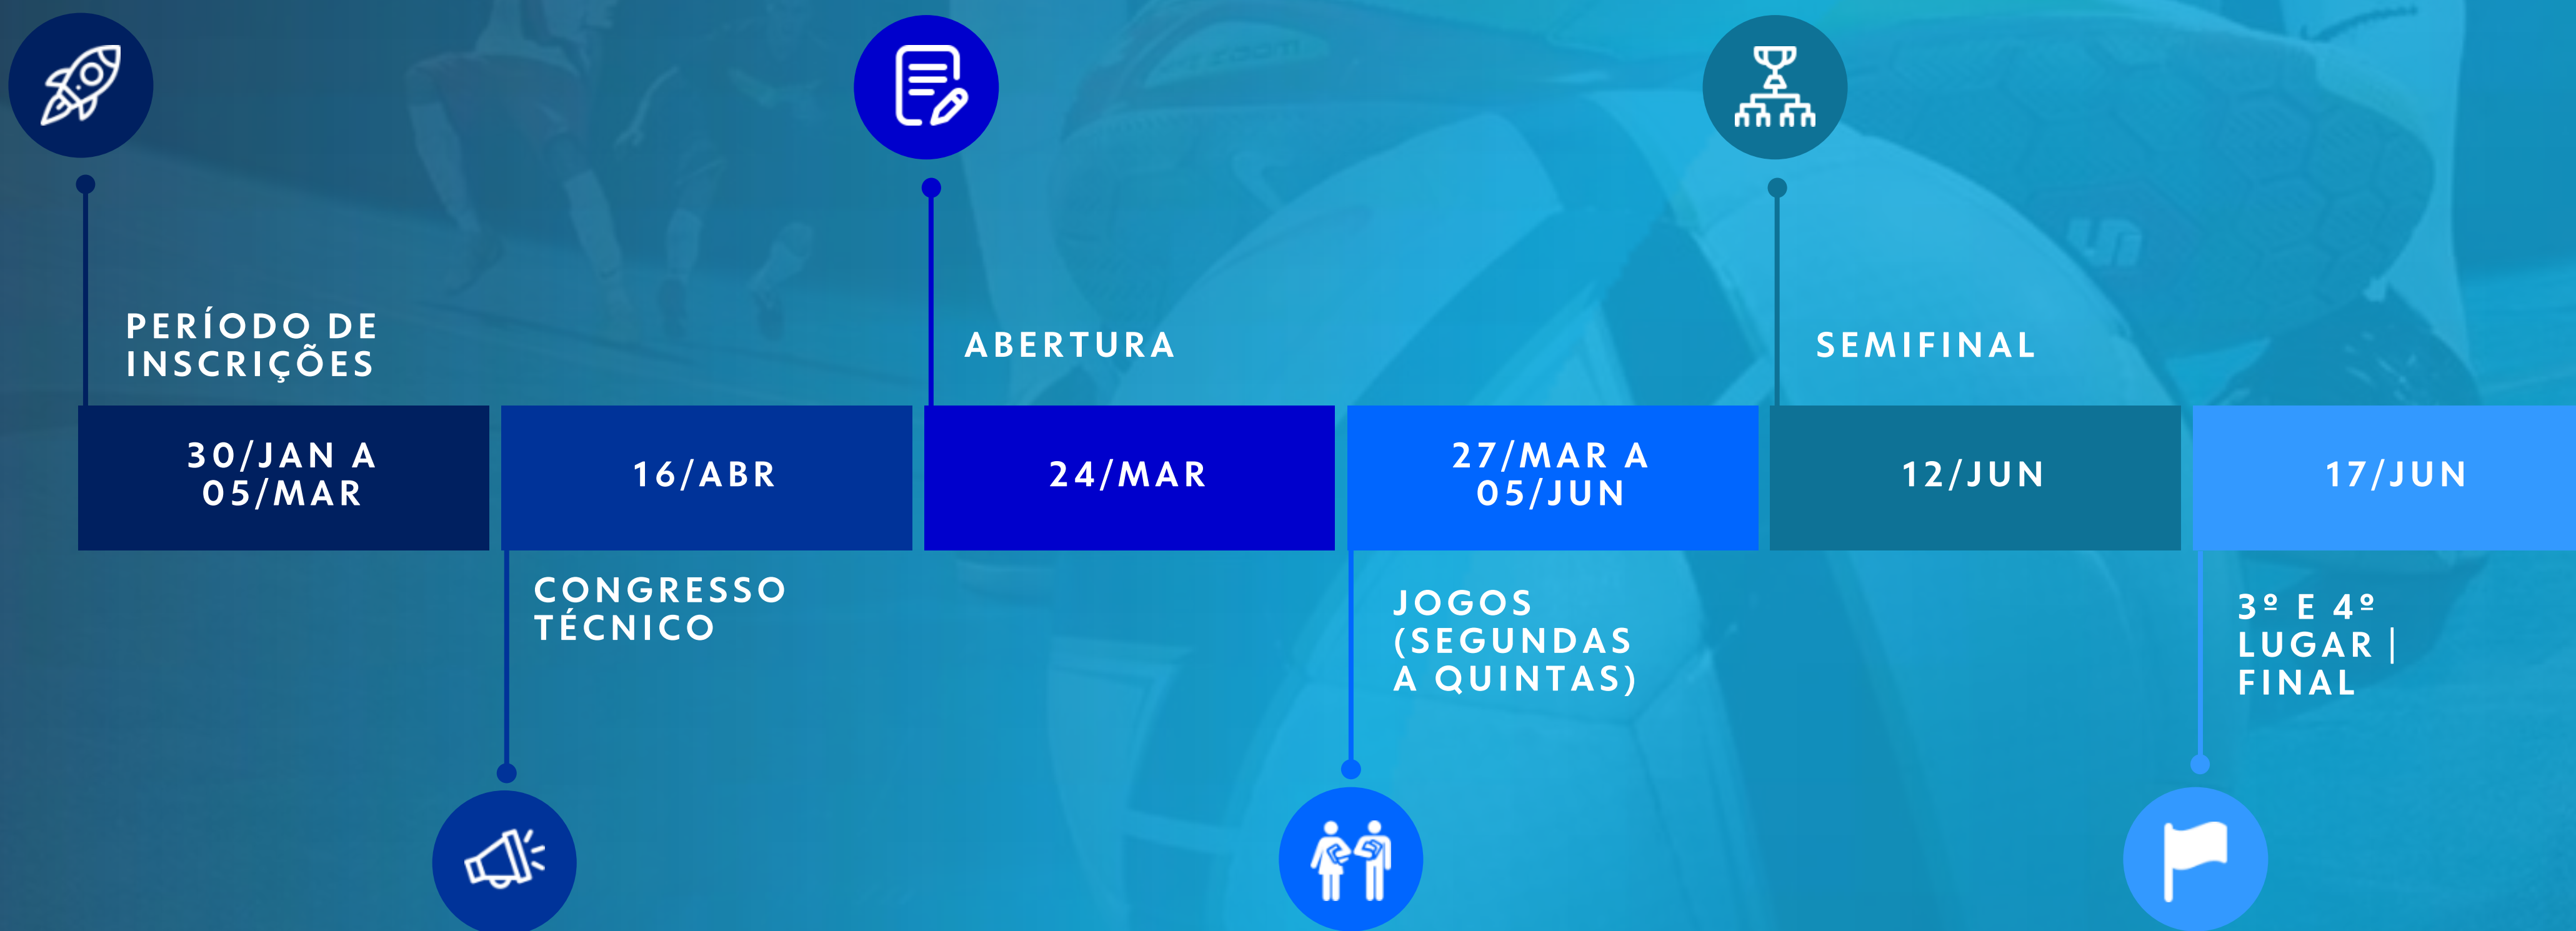 PERÍODO DE
INSCRIÇÕES
30/JAN A
05/MAR
16/ABR
CONGRESSO
TÉCNICO
ABERTURA
24/MAR
27/MAR A
05/JUN
JOGOS
(SEGUNDAS
A QUINTAS)
SEMIFINAL
12/JUN
17/JUN
3º E 4º
LUGAR |
FINAL